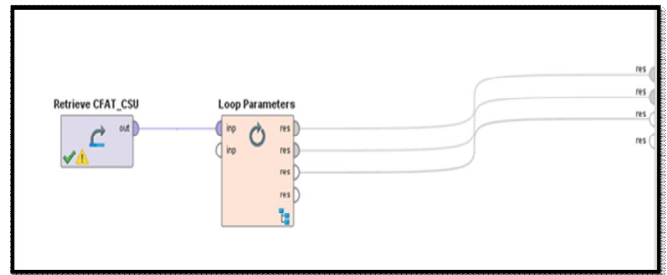 Retrieve CFAT_CSU
out
Loop Parameters
inp
inp
res
res
res
res
res
res
res
res